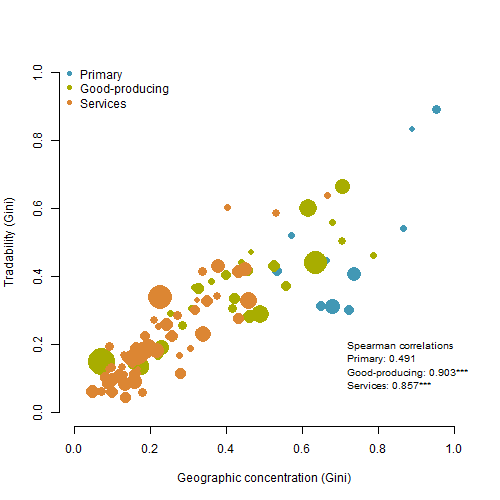 Primary
Good-producing
Services
1.0
0.8
0.6
0.4
0.2
0.0
Tradability (Gini)
Spearman correlations
Primary: 0.491
Good-producing: 0.903***
Services: 0.857***
0.0 0.2 0.4 0.6 0.8 1.0
Geographic concentration (Gini)